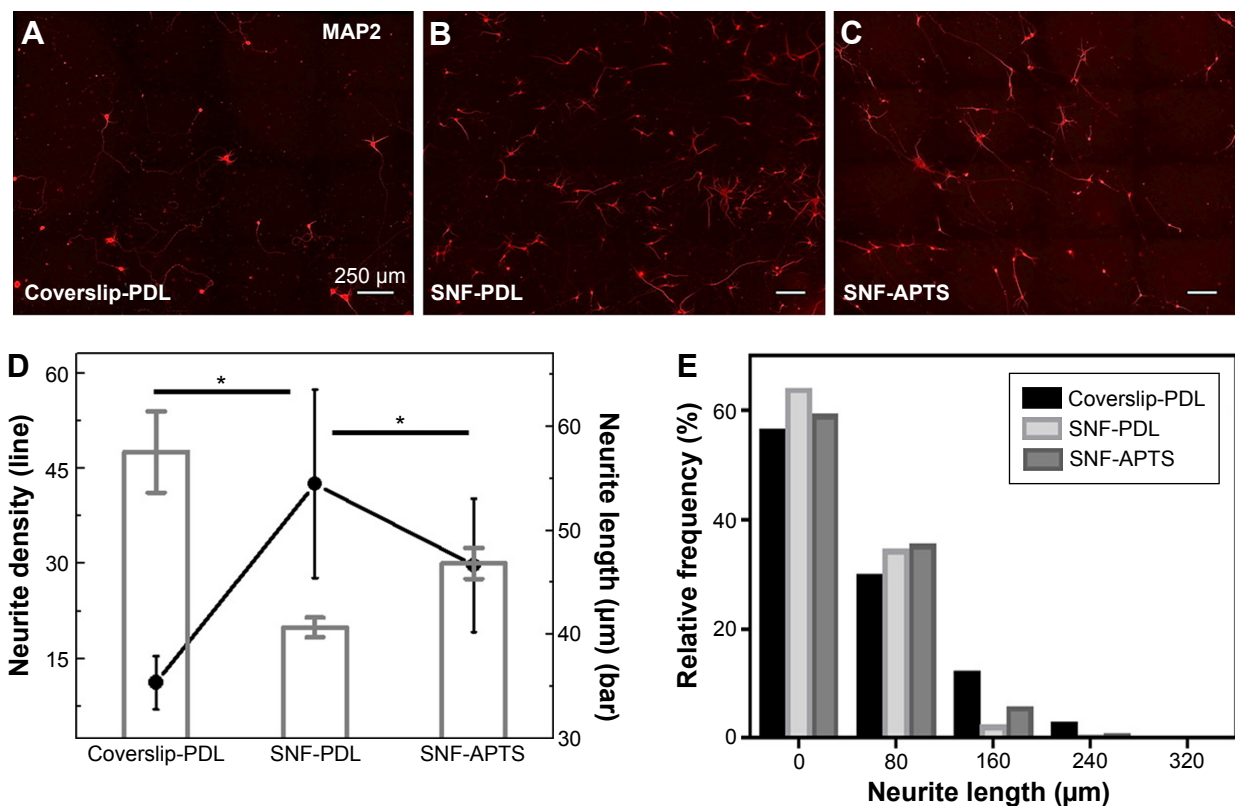 A
MAP2
B
C
250 µm
Coverslip-PDL
SNF-PDL
SNF-APTS
D
Neurite density (line)
60
45
30
15
*
*
60
50
40
30
Neurite length (µm) (bar)
Coverslip-PDL
SNF-PDL
SNF-APTS
E
Relative frequency (%)
60
40
20
0
Coverslip-PDL
SNF-PDL
SNF-APTS
0
80
160
240
320
Neurite length (µm)